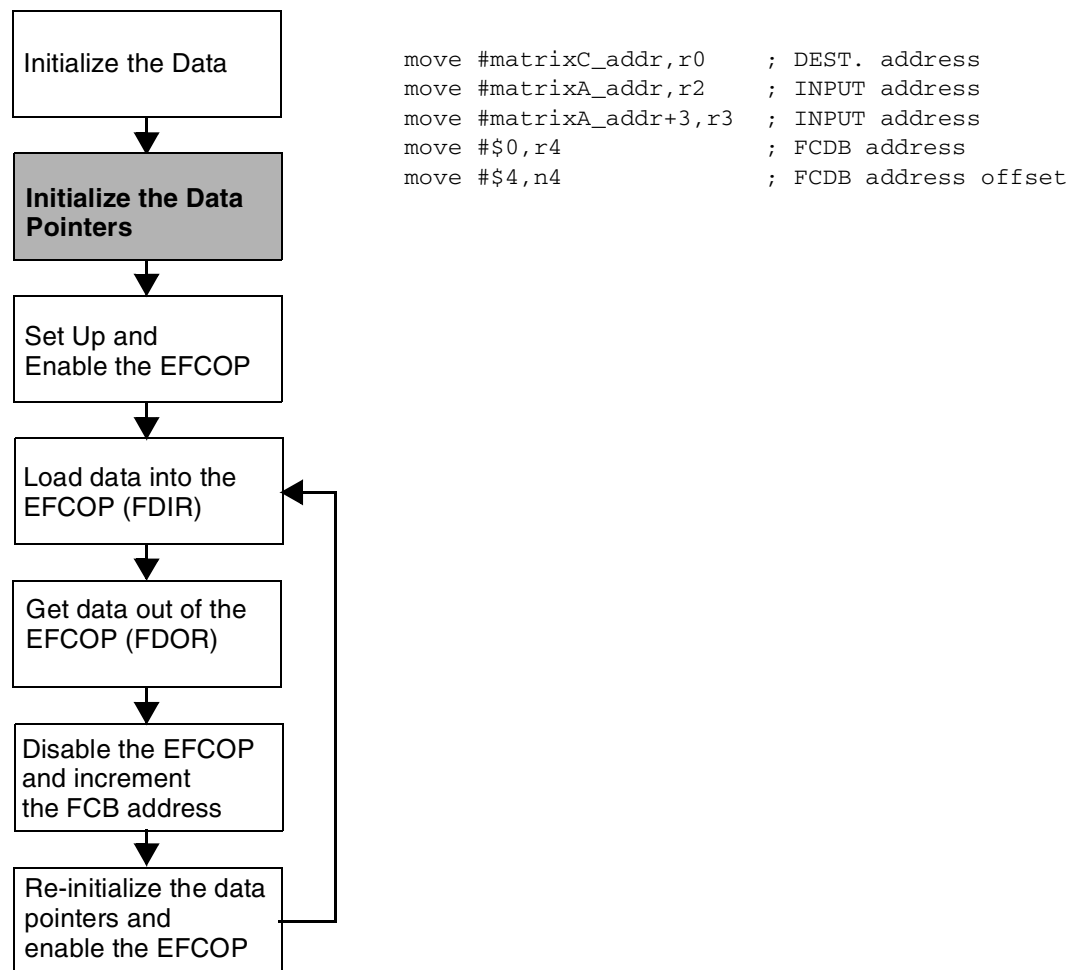 Initialize the Data
Initialize the Data
Pointers
Set Up and
Enable the EFCOP
Load data into the
EFCOP (FDIR)
Get data out of the
EFCOP (FDOR)
Disable the EFCOP
and increment
the FCB address
Re-initialize the data
pointers and
enable the EFCOP
move #matrixC_addr,r0 ; DEST. address
move #matrixA_addr,r2 ; INPUT address
move #matrixA_addr+3,r3 ; INPUT address
move #$0,r4 ; FCDB address
move #$4,n4 ; FCDB address offset